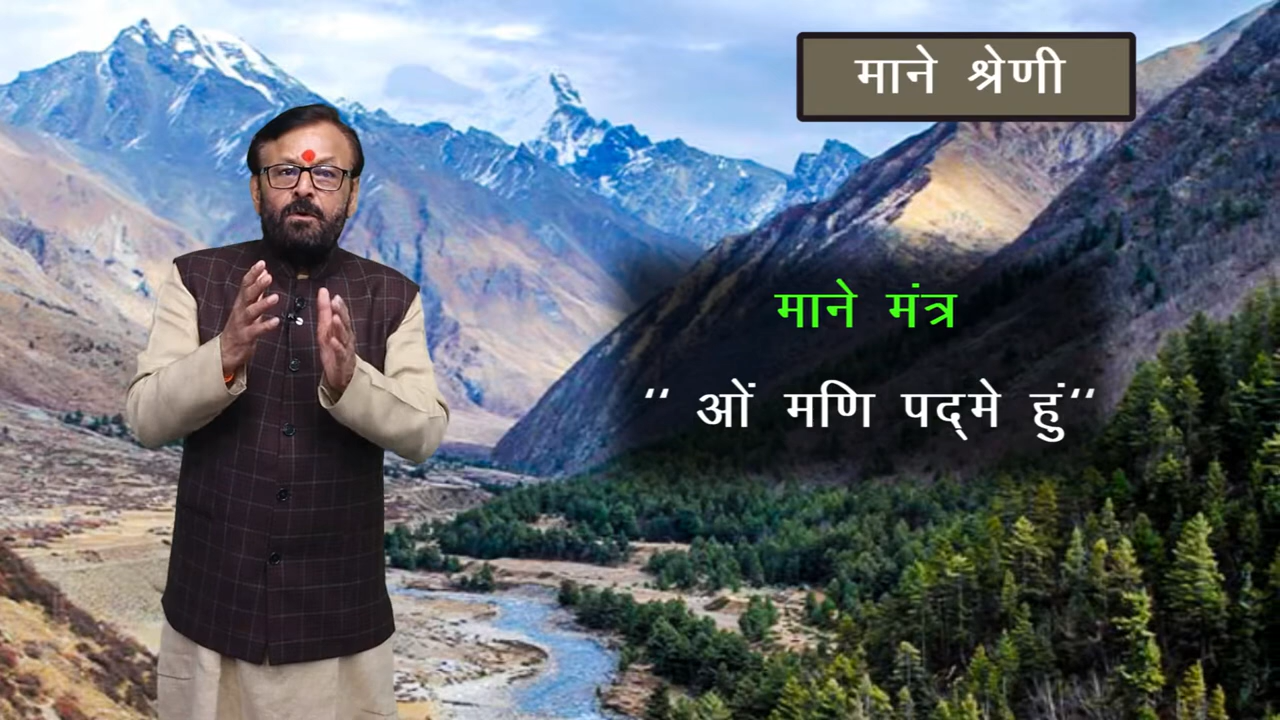 माने श्रेणी
माने मंत्र
“ ओं मणि पद्‌मे हुं“